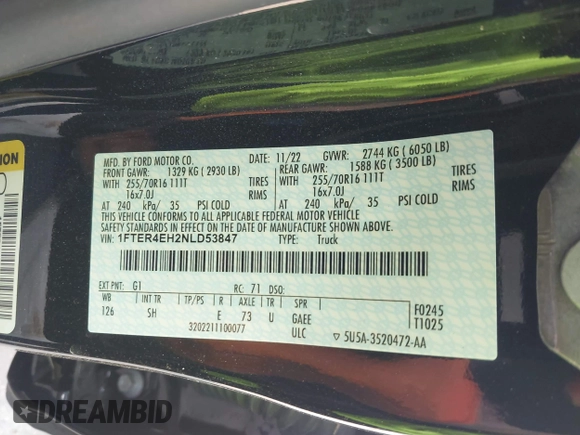 MFD. BY FORD MOTOR CO. 11/22 GVWR: 2744 KG ( 6050 LB)
FRONT GAWR: 1329 KG ( 2930 LB) REAR GAWR: 1588 KG ( 3500 LB)
WITH WITH
255/70R16 111T TIRES 255/70R16 111T TIRES
16x7.0J RIMS 16x7.0J RIMS
AT 240 kPa/ 35 PSI COLD AT 240 kPa/ 35 PSI COLD
THIS VEHICLE CONFORMS TO ALL APPLICABLE FEDERAL MOTOR VEHICLE
SAFETY STANDARDS IN EFFECT ON THE DATE OF MANUFACTURE SHOWN ABOVE.
VIN: 1FTER4EH2NLD53847 TYPE: Truck
EXT PNT: G1 RC: 71 DSO:
WB INT TR TP/PS R AXLE TR
126 SH E 73 U GAEE F0245
3202211100077 ULC T1025
▽ 5U5A-3520472-AA
DREAMBID